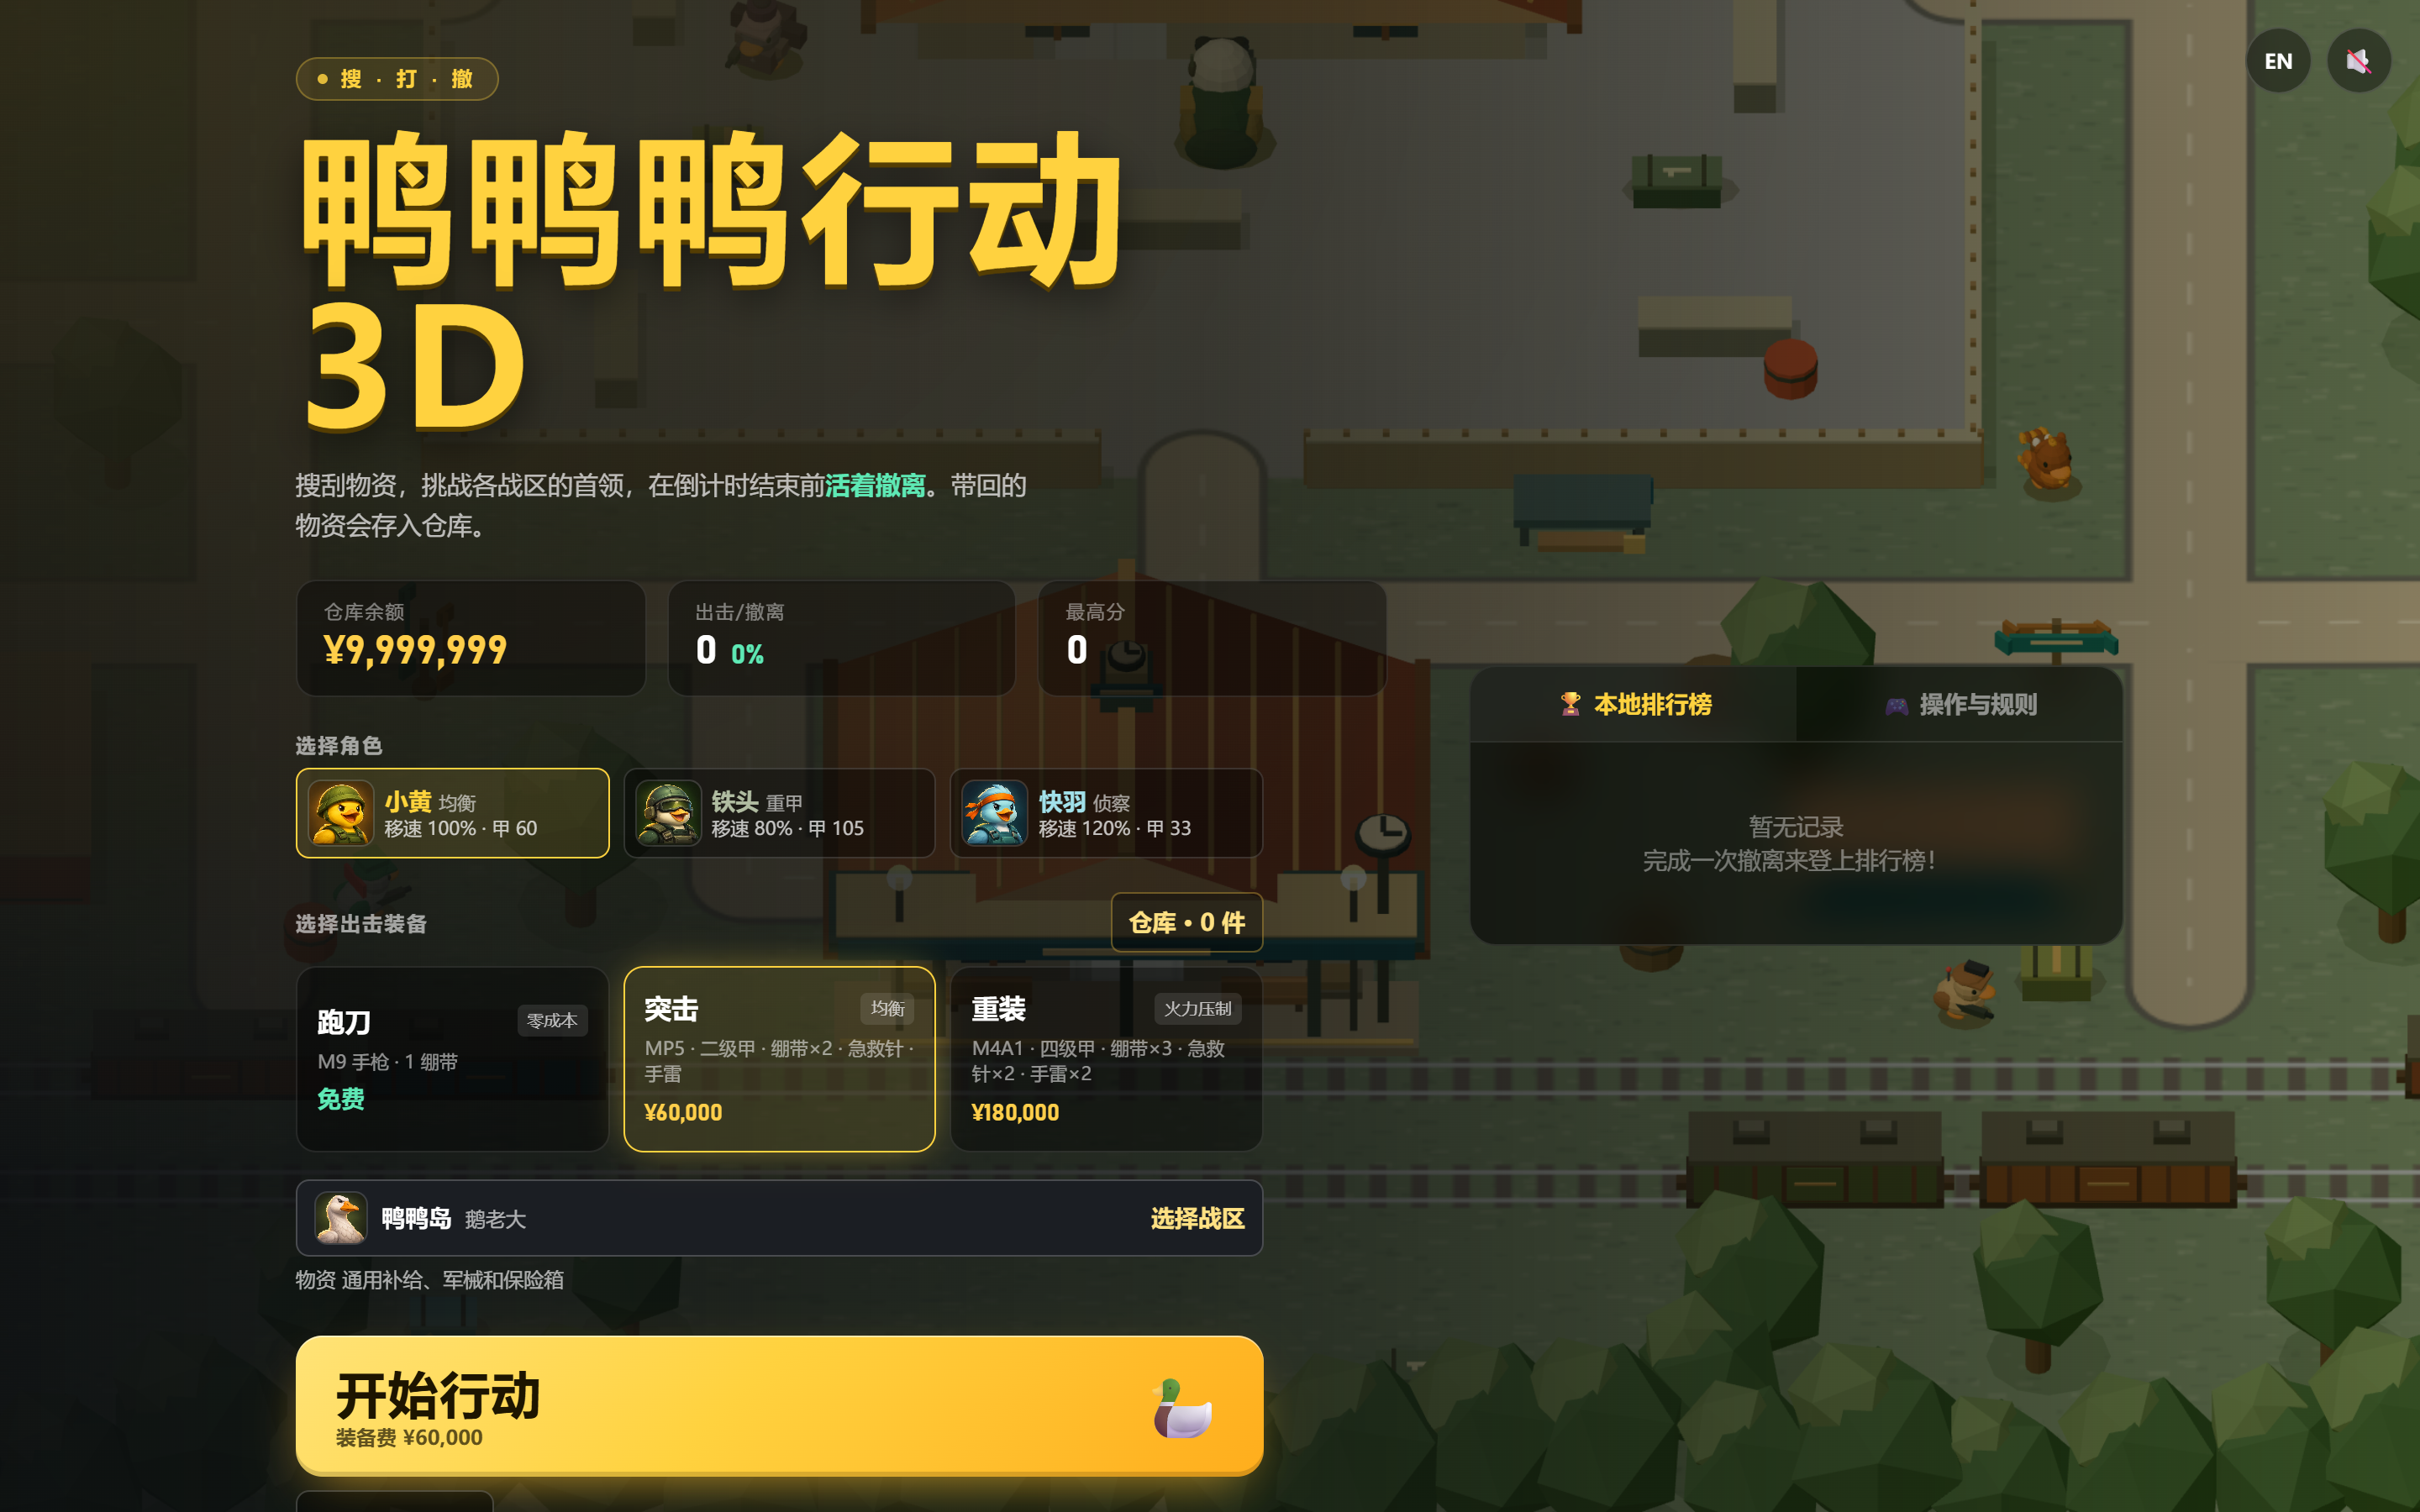 搜 · 打 · 撤
EN
鸭鸭鸭行动
3D
搜刮物资，挑战各战区的首领，在倒计时结束前活着撤离。带回的
物资会存入仓库。
仓库余额
¥9,999,999
出击/撤离
0 0%
最高分
0
选择角色
小黄 均衡
移速 100% · 甲 60
铁头 重甲
移速 80% · 甲 105
快羽 侦察
移速 120% · 甲 33
选择出击装备
仓库 • 0 件
跑刀
零成本
M9 手枪 · 1 绷带
免费
突击
均衡
MP5 · 二级甲 · 绷带×2 · 急救针 ·
手雷
¥60,000
重装
火力压制
M4A1 · 四级甲 · 绷带×3 · 急救
针×2 · 手雷×2
¥180,000
鸭鸭岛 鹅老大
选择战区
物资 通用补给、军械和保险箱
开始行动
装备费 ¥60,000
本地排行榜
操作与规则
暂无记录
完成一次撤离来登上排行榜！